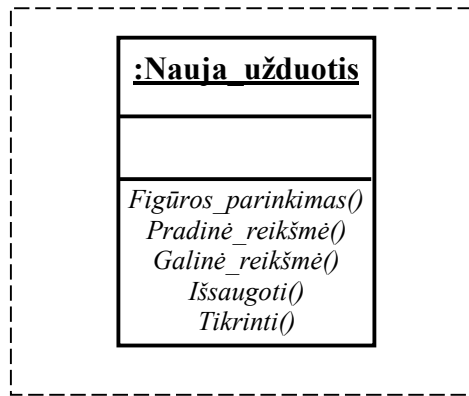 :Nauja_užduotis
Figūros_parinkimas()
Pradinė_reikšmė()
Galinė_reikšmė()
Išsaugoti()
Tikrinti()